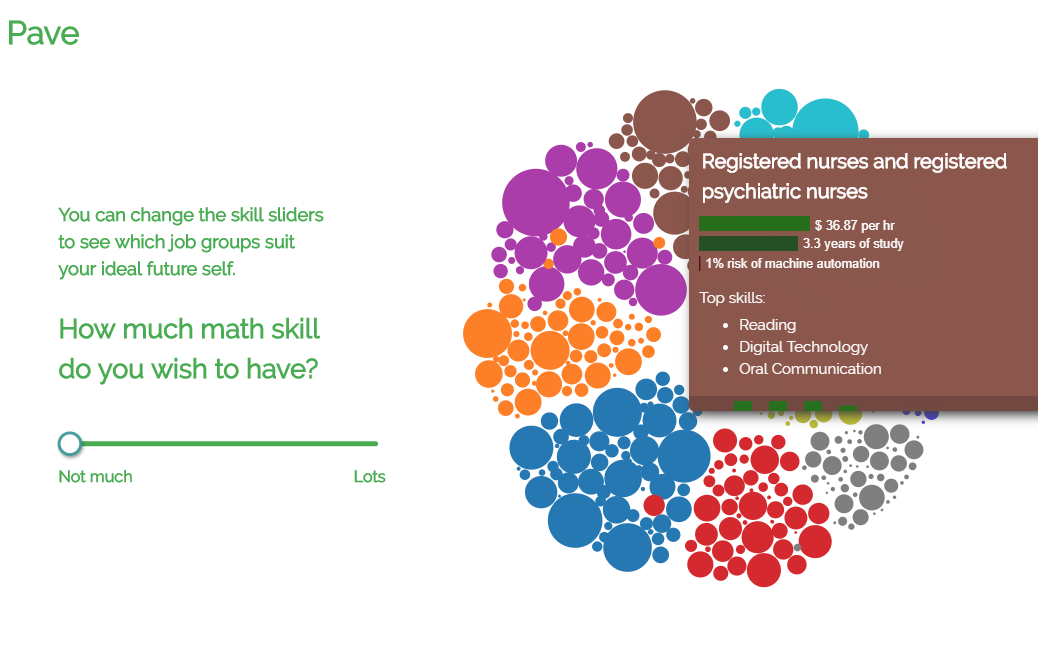 Pave
You can change the skill sliders
to see which job groups suit
your ideal future self.
How much math skill
do you wish to have?
Not much
Lots
Registered nurses and registered
psychiatric nurses
$ 36.87 per hr
3.3 years of study
1% risk of machine automation
Top skills:
Reading
Digital Technology
Oral Communication